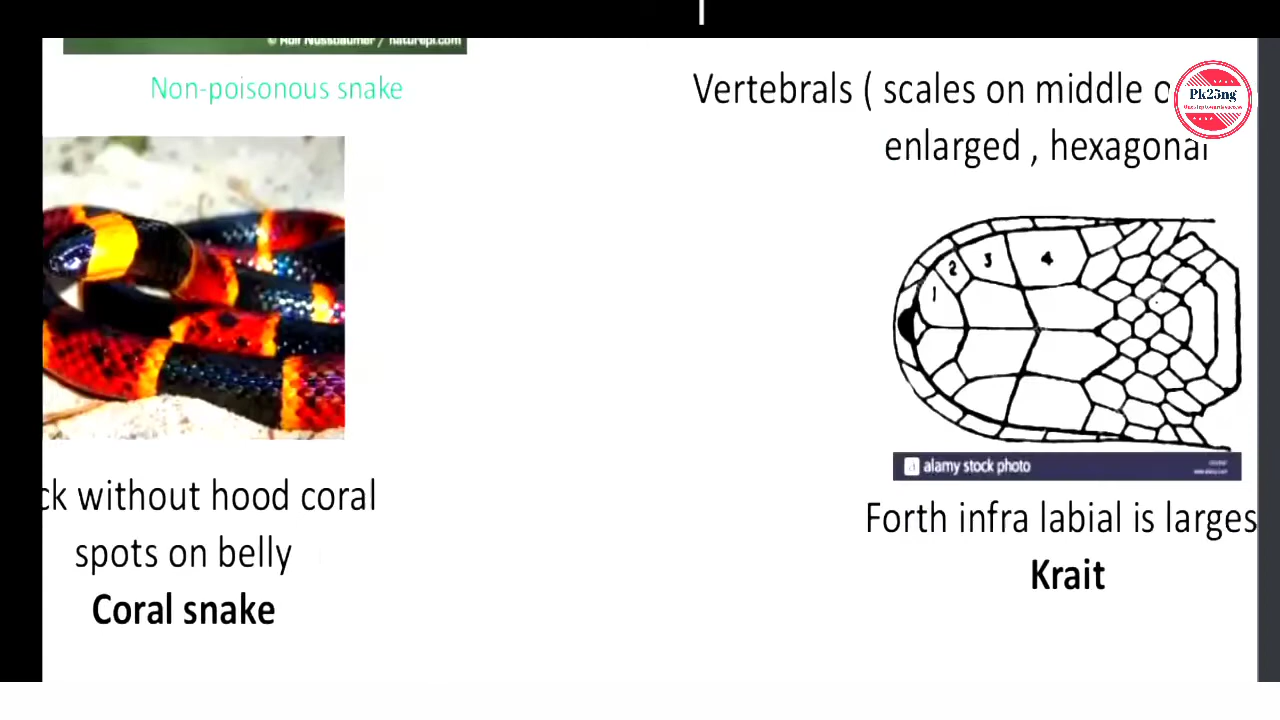 © Rolf Nussbaumer / naturepl.com
Non-poisonous snake
Vertebrals ( scales on middle o
Pk25ng
enlarged , hexagonal
1 2 3 4
a alamy stock photo
ck without hood coral
spots on belly
Coral snake
Forth infra labial is larges
Krait